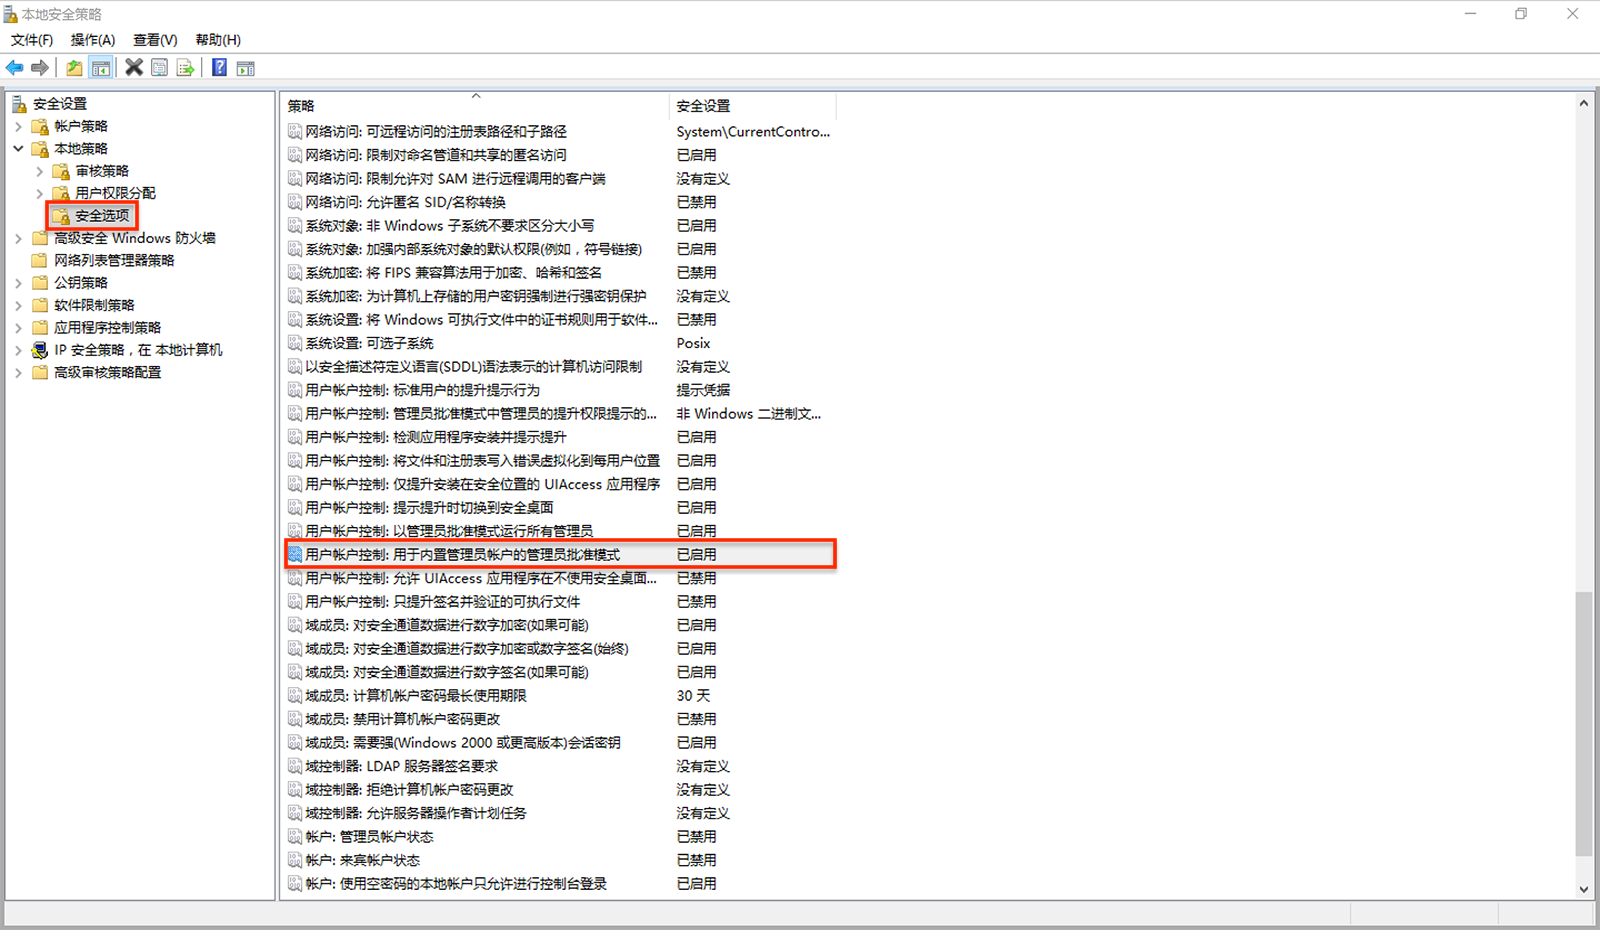 本地安全策略
文件(F) 操作(A) 查看(V) 帮助(H)
安全设置
帐户策略
本地策略
审核策略
用户权限分配
安全选项
高级安全 Windows 防火墙
网络列表管理器策略
公钥策略
软件限制策略
应用程序控制策略
IP 安全策略，在 本地计算机
高级审核策略配置
策略 安全设置
网络访问: 可远程访问的注册表路径和子路径 System\CurrentContro...
网络访问: 限制对命名管道和共享的匿名访问 已启用
网络访问: 限制允许对 SAM 进行远程调用的客户端 没有定义
网络访问: 允许匿名 SID/名称转换 已禁用
系统对象: 非 Windows 子系统不要求区分大小写 已启用
系统对象: 加强内部系统对象的默认权限(例如，符号链接) 已启用
系统加密: 将 FIPS 兼容算法用于加密、哈希和签名 已禁用
系统加密: 为计算机上存储的用户密钥强制进行强密钥保护 没有定义
系统设置: 将 Windows 可执行文件中的证书规则用于软件... 已禁用
系统设置: 可选子系统 Posix
以安全描述符定义语言(SDDL)语法表示的计算机访问限制 没有定义
用户帐户控制: 标准用户的提升提示行为 提示凭据
用户帐户控制: 管理员批准模式中管理员的提升权限提示的... 非 Windows 二进制文...
用户帐户控制: 检测应用程序安装并提示提升 已启用
用户帐户控制: 将文件和注册表写入错误虚拟化到每用户位置 已启用
用户帐户控制: 仅提升安装在安全位置的 UIAccess 应用程序 已启用
用户帐户控制: 提示提升时切换到安全桌面 已启用
用户帐户控制: 以管理员批准模式运行所有管理员 已启用
用户帐户控制: 用于内置管理员帐户的管理员批准模式 已启用
用户帐户控制: 允许 UIAccess 应用程序在不使用安全桌面... 已禁用
用户帐户控制: 只提升签名并验证的可执行文件 已禁用
域成员: 对安全通道数据进行数字加密(如果可能) 已启用
域成员: 对安全通道数据进行数字加密或数字签名(始终) 已启用
域成员: 对安全通道数据进行数字签名(如果可能) 已启用
域成员: 计算机帐户密码最长使用期限 30 天
域成员: 禁用计算机帐户密码更改 已禁用
域成员: 需要强(Windows 2000 或更高版本)会话密钥 已启用
域控制器: LDAP 服务器签名要求 没有定义
域控制器: 拒绝计算机帐户密码更改 没有定义
域控制器: 允许服务器操作者计划任务 没有定义
帐户: 管理员帐户状态 已禁用
帐户: 来宾帐户状态 已禁用
帐户: 使用空密码的本地帐户只允许进行控制台登录 已启用